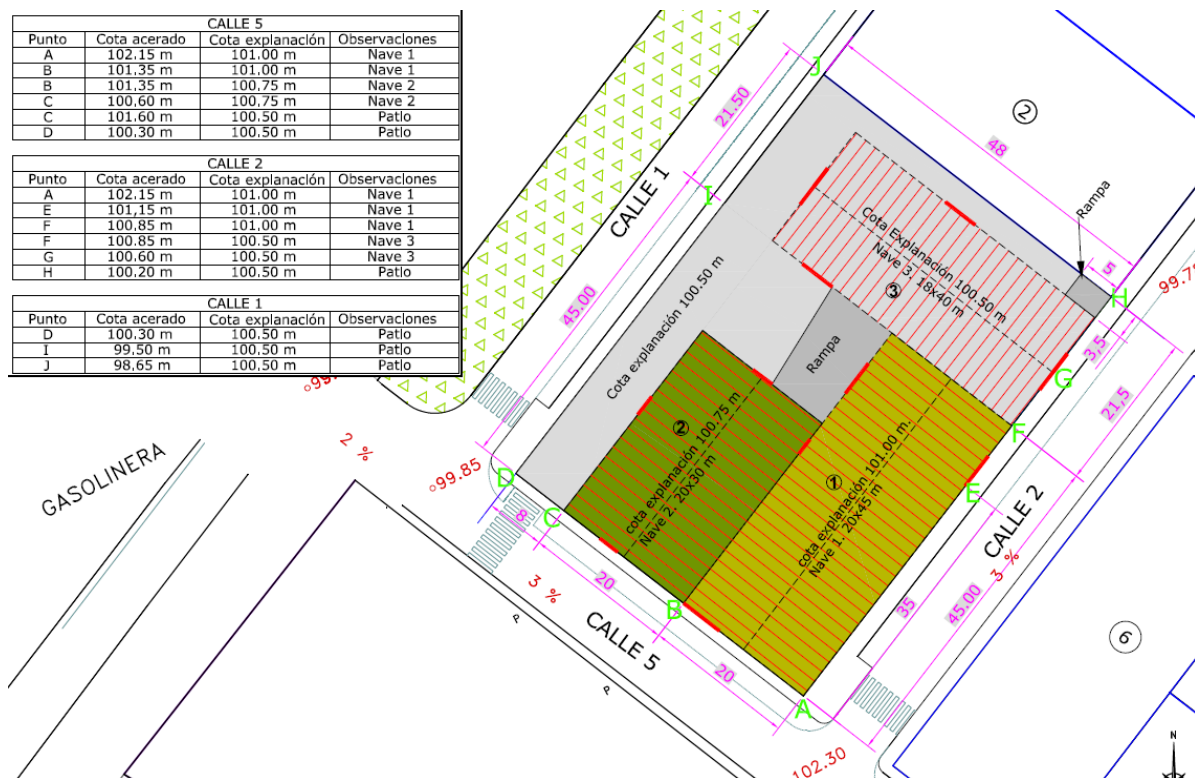 CALLE 5
Punto Cota acerado Cota explanación Observaciones
A 102.15 m 101.00 m Nave 1
B 101.35 m 101.00 m Nave 1
B 101,35 m 100.75 m Nave 2
C 100.60 m 100.75 m Nave 2
C 101.60 m 100.50 m Patio
D 100.30 m 100.50 m Patio
CALLE 2
Punto Cota acerado Cota explanación Observaciones
A 102.15 m 101.00 m Nave 1
E 101,15 m 101.00 m Nave 1
F 100.85 m 101.00 m Nave 1
F 100.85 m 100.50 m Nave 3
G 100.60 m 100.50 m Nave 3
H 100.20 m 100.50 m Patio
CALLE 1
Punto Cota acerado Cota explanación Observaciones
D 100.30 m 100.50 m Patio
I 99.50 m 100.50 m Patio
J 98.65 m 100.50 m Patio
J
21.50
2
48
CALLE 1
I
Rampa
5
H
Cota Explanación 100.50 m
Nave 3. 18x40 m
3
Cota explanación 100.50 m
45.00
Rampa
3,5
G
21,5
F
2
cota explanación 100.75 m
Nave 2. 20x30 m
1
cota explanación 101.00 m
Nave 1. 20x45 m
E
CALLE 2
3 %
2 %
99.85
GASOLINERA
D
C
8
20
3 %
B
CALLE 5
20
35
45.00
6
P
P
A
102.30
N